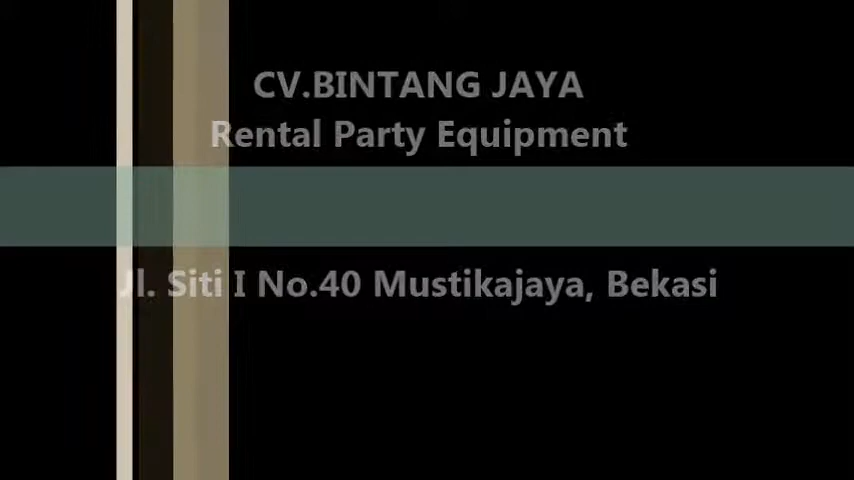 CV.BINTANG JAYA
Rental Party Equipment
Jl. Siti I No.40 Mustikajaya, Bekasi